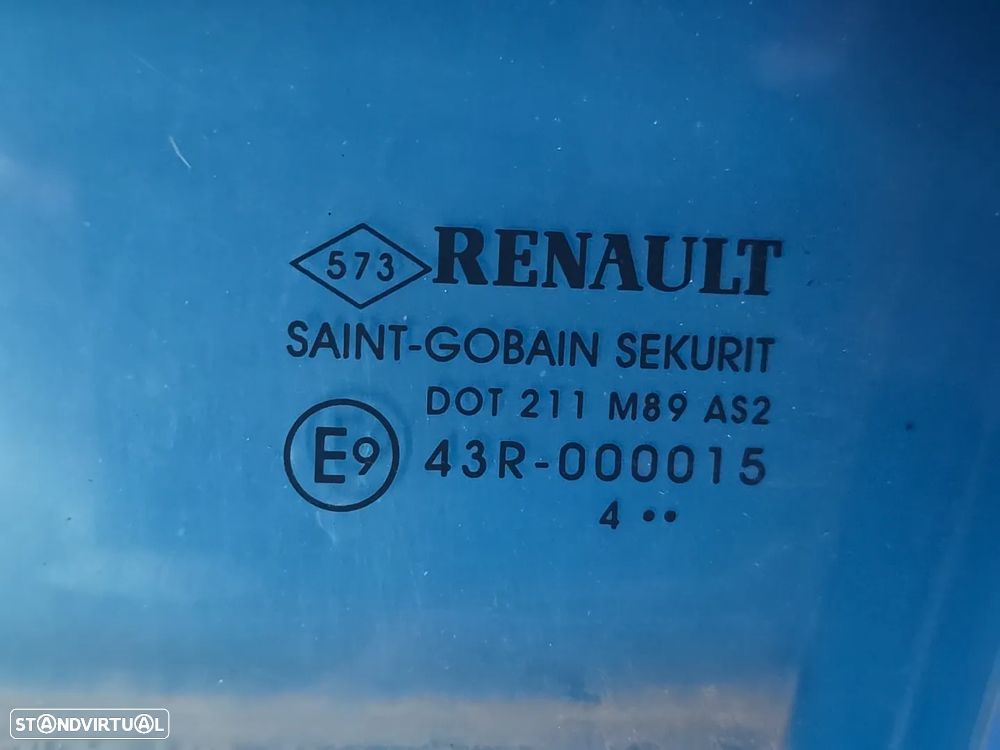 573 RENAULT
SAINT-GOBAIN SEKURIT
DOT 211 M89 AS2
E9 43R-000015
4 ••
STANDVIRTUAL